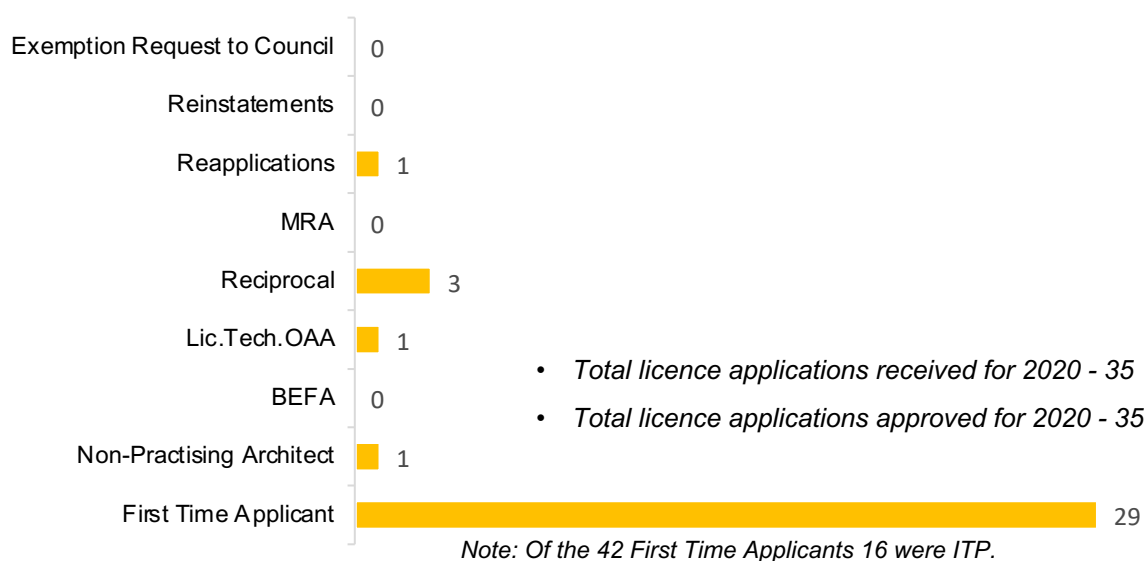 Exemption Request to Council 0
Reinstatements 0
Reapplications 1
MRA 0
Reciprocal 3
Lic.Tech.OAA 1
• Total licence applications received for 2020 - 35
BEFA 0
• Total licence applications approved for 2020 - 35
Non-Practising Architect 1
First Time Applicant 29
Note: Of the 42 First Time Applicants 16 were ITP.